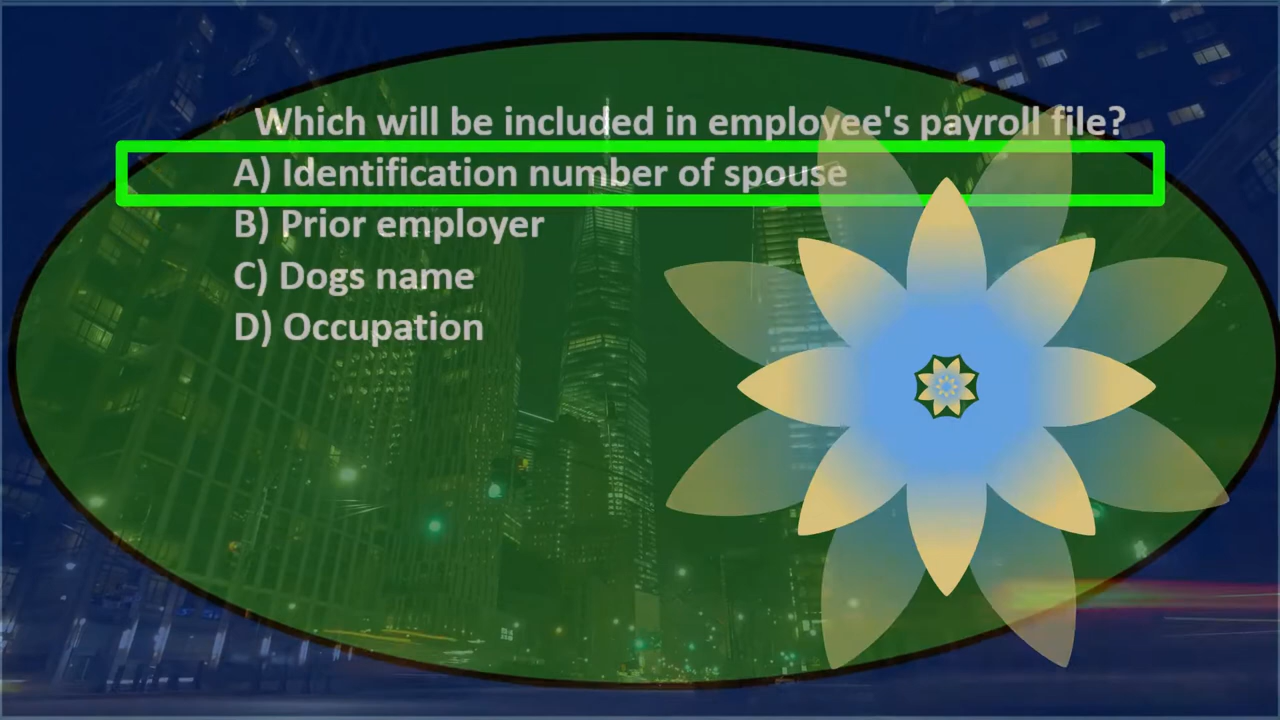 Which will be included in employee's payroll file?
A) Identification number of spouse
B) Prior employer
C) Dogs name
D) Occupation